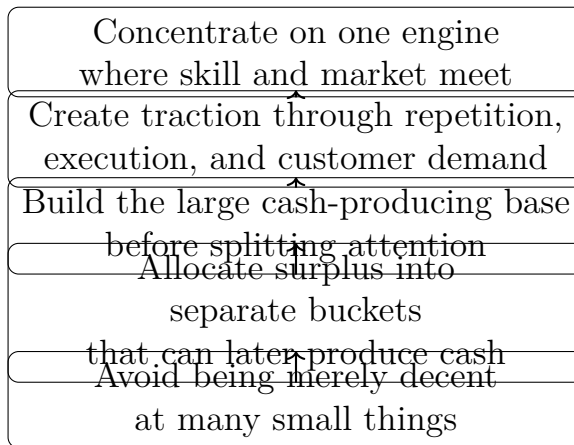 Concentrate on one engine
where skill and market meet
Create traction through repetition,
execution, and customer demand
Build the large cash-producing base
before splitting attention
Allocate surplus into
separate buckets
that can later produce cash
Avoid being merely decent
at many small things